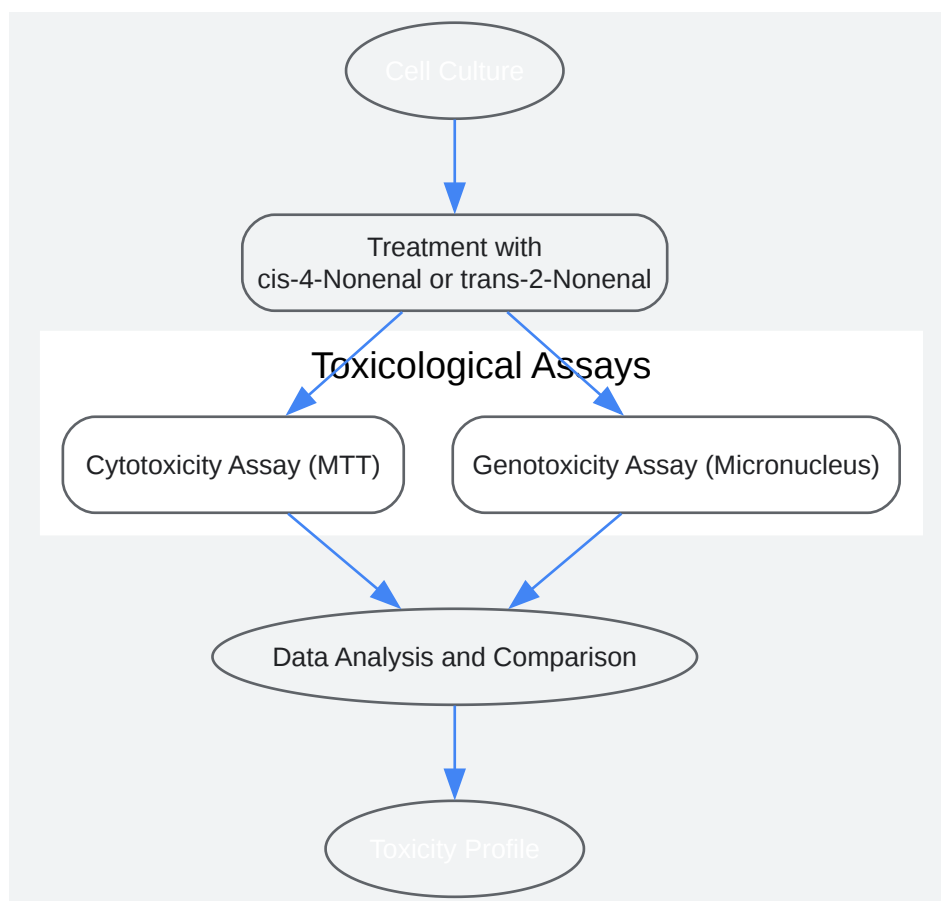 Cell Culture
Treatment with
cis-4-Nonenal or trans-2-Nonenal
Toxicological Assays
Cytotoxicity Assay (MTT)
Genotoxicity Assay (Micronucleus)
Data Analysis and Comparison
Toxicity Profile